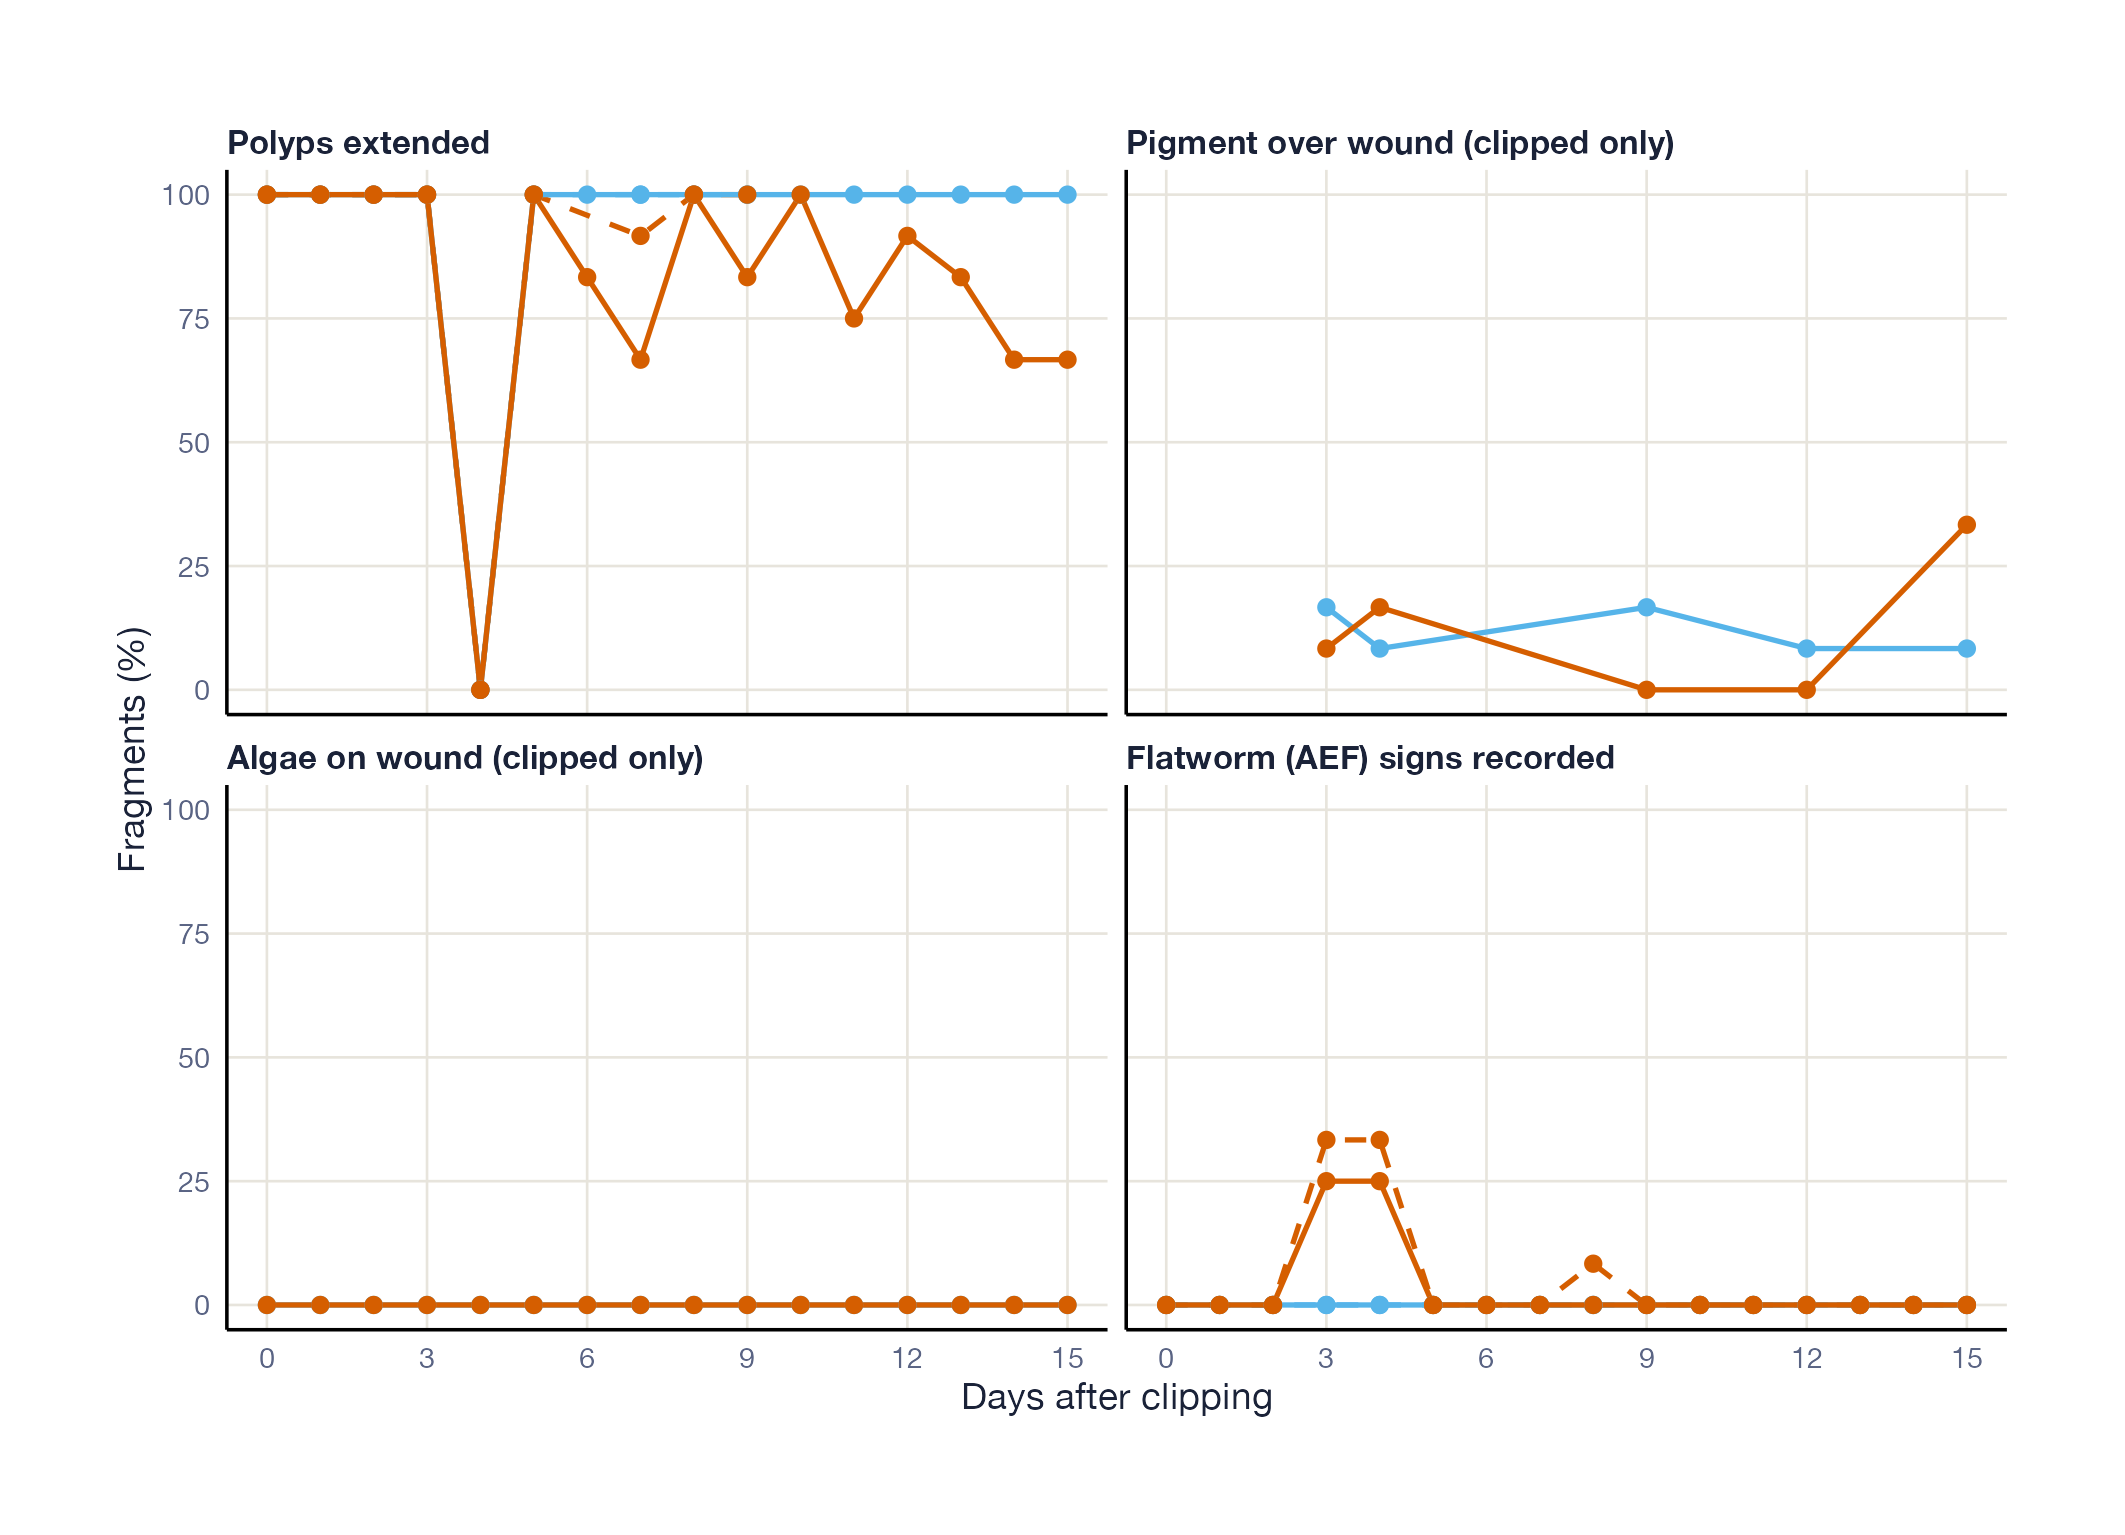 Polyps extended
Pigment over wound (clipped only)
100
75
50
25
0
Algae on wound (clipped only)
Flatworm (AEF) signs recorded
100
75
50
25
0
0 3 6 9 12 15
0 3 6 9 12 15
Fragments (%)
Days after clipping